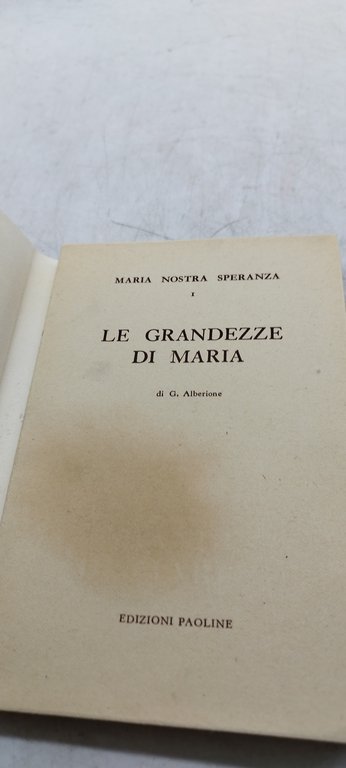 MARIA NOSTRA SPERANZA
I
LE GRANDEZZE
DI MARIA
di G. Alberione
EDIZIONI PAOLINE